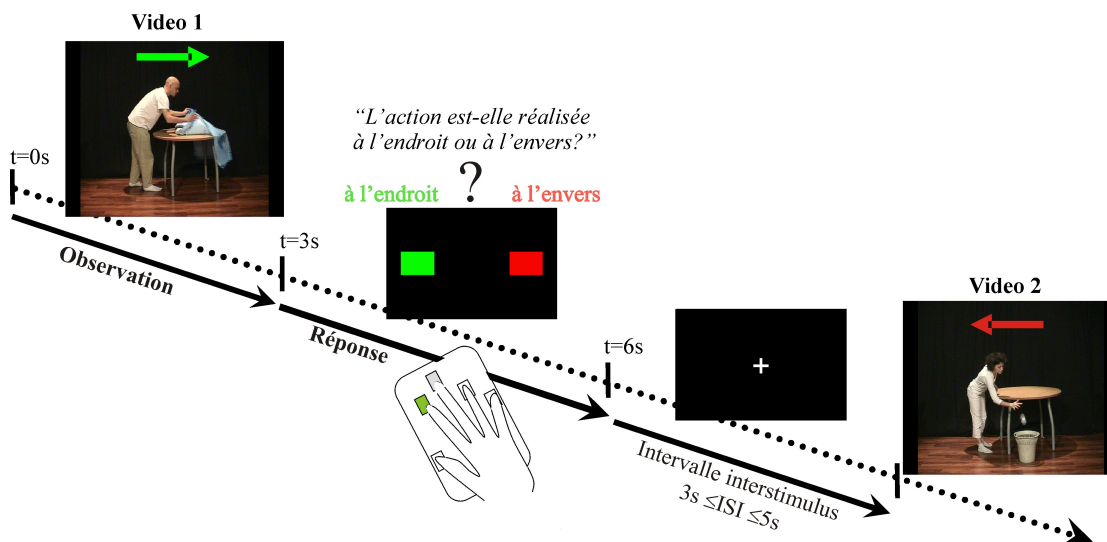 Video 1
“L’action est-elle réalisée
à l’endroit ou à l’envers?”
t=0s
?
à l’endroit
à l’envers
t=3s
Observation
Video 2
Réponse
t=6s
+
Intervalle interstimulus
3s ≤ISI ≤5s